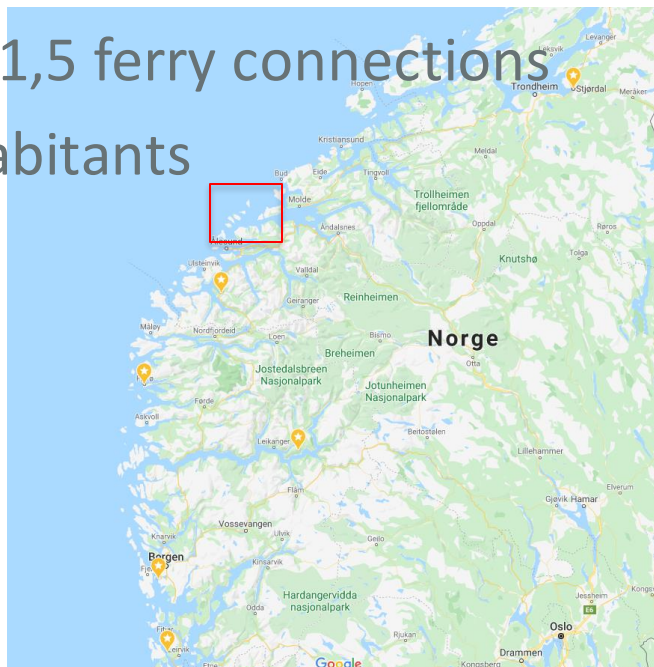 Levanger
1,5 ferry connections
Leksvik
Hopen
Trondheim
Stjørdal
Meråker
Kristiansund
abitants
Meldal
Bud
Eide
Tingvoll
Molde
Trollheimen
fjellområde
Oppdal
Røros
Åndalsnes
Ålesund
Tolga
Knutshø
Ulsteinvik
Valldal
Geiranger
Reinheimen
Måløy
Nordfjordeid
Loen
Bismo
Norge
Breheimen
Otta
Jostedalsbreen
Nasjonalpark
Jotunheimen
Nasjonalpark
Førde
Askvoll
Beitostølen
Leikanger
Lillehammer
Flåm
Elverum
Gjøvik
Hamar
Vossevangen
Ulvik
Knarvik
Geilo
Bergen
Kinsarvik
Hardangervidda
nasjonalpark
Jessheim
Odda
E6
Oslo
Rjukan
Drammen
Google
Kongsberg